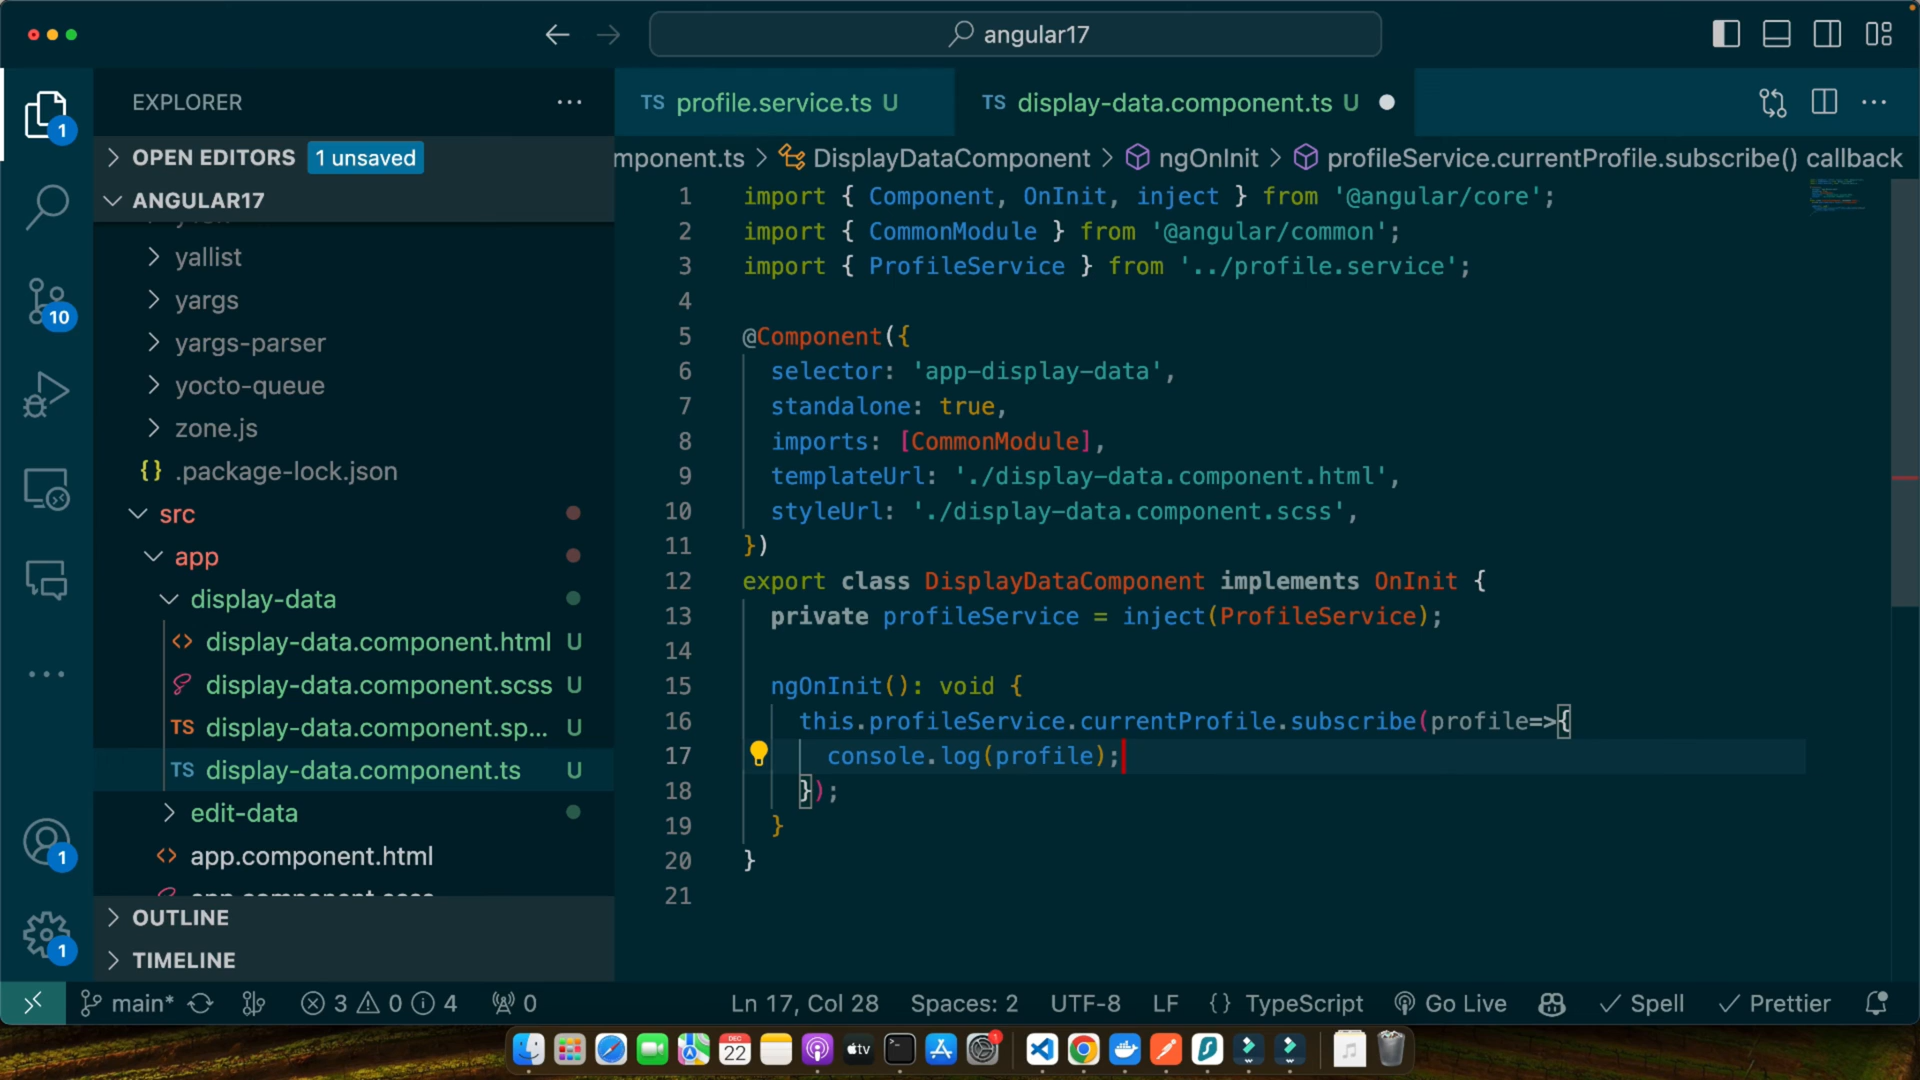 angular17
EXPLORER
OPEN EDITORS 1 unsaved
ANGULAR17
yallist
yargs
yargs-parser
yocto-queue
zone.js
{} .package-lock.json
src
app
display-data
<> display-data.component.html U
display-data.component.scss U
TS display-data.component.sp... U
TS display-data.component.ts U
edit-data
<> app.component.html
OUTLINE
TIMELINE
1
10
1
1
TS profile.service.ts U
TS display-data.component.ts U
mponent.ts > DisplayDataComponent > ngOnInit > profileService.currentProfile.subscribe() callback
1 import { Component, OnInit, inject } from '@angular/core';
2 import { CommonModule } from '@angular/common';
3 import { ProfileService } from '../profile.service';
4
5 @Component({
6 selector: 'app-display-data',
7 standalone: true,
8 imports: [CommonModule],
9 templateUrl: './display-data.component.html',
10 styleUrl: './display-data.component.scss',
11 })
12 export class DisplayDataComponent implements OnInit {
13 private profileService = inject(ProfileService);
14
15 ngOnInit(): void {
16 this.profileService.currentProfile.subscribe(profile=>{
17 console.log(profile);
18 });
19 }
20 }
21
main* 3 0 4 0 Ln 17, Col 28 Spaces: 2 UTF-8 LF {} TypeScript Go Live Spell Prettier
DEC
22
tv
1